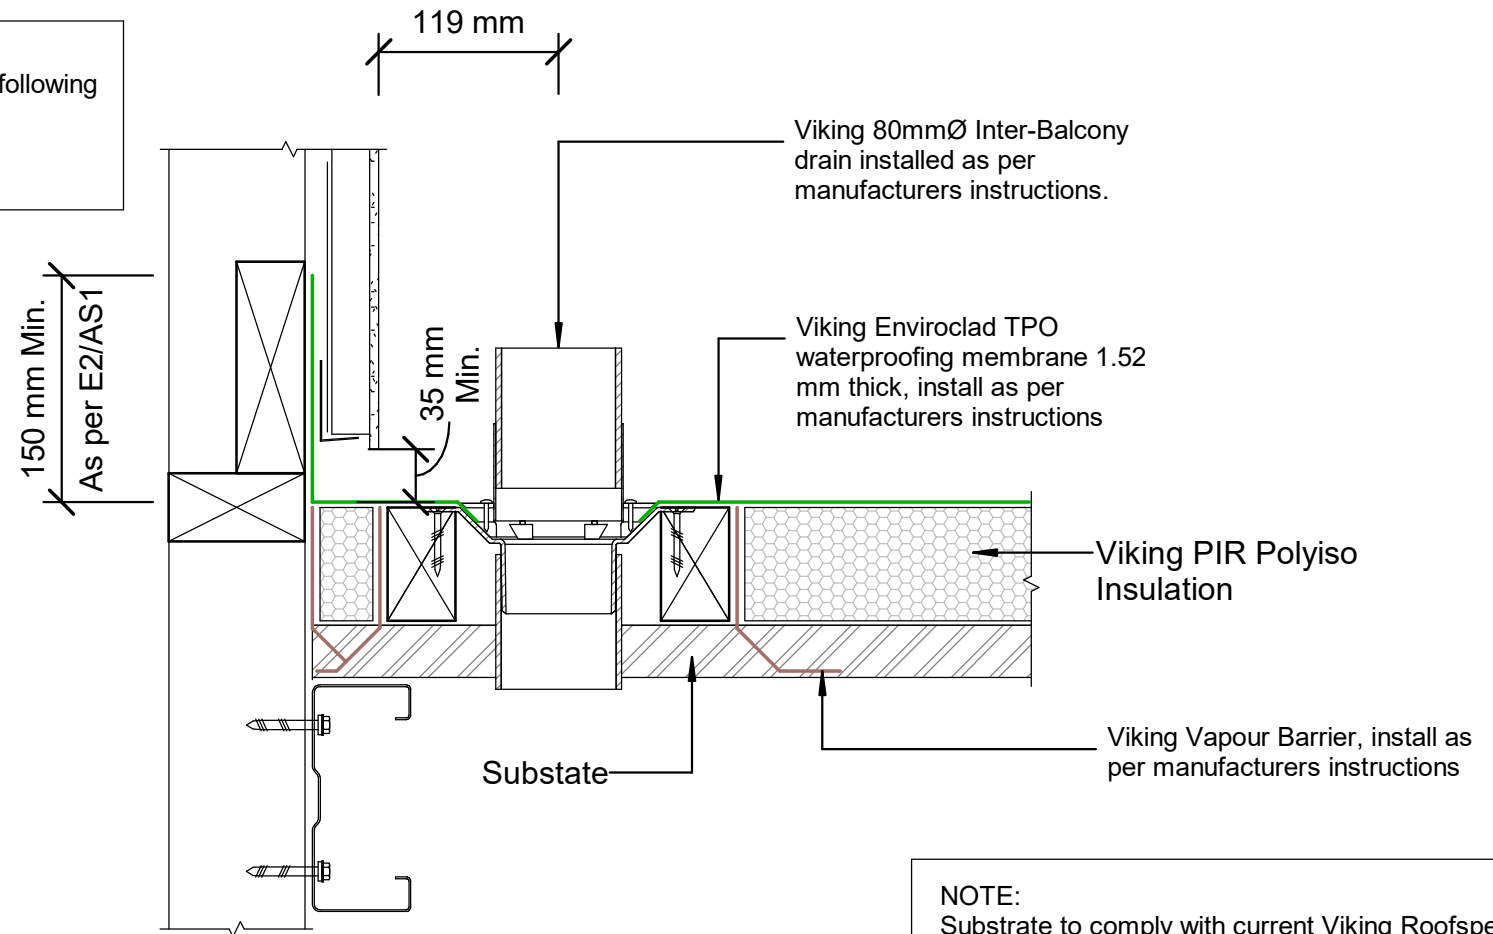 119 mm
following
Viking 80mmØ Inter-Balcony
drain installed as per
manufacturers instructions.
150 mm Min.
As per E2/AS1
35 mm
Min.
Viking Enviroclad TPO
waterproofing membrane 1.52
mm thick, install as per
manufacturers instructions
Viking PIR Polyiso
Insulation
Substate
Viking Vapour Barrier, install as
per manufacturers instructions
NOTE:
Substrate to comply with current Viking Roofspe